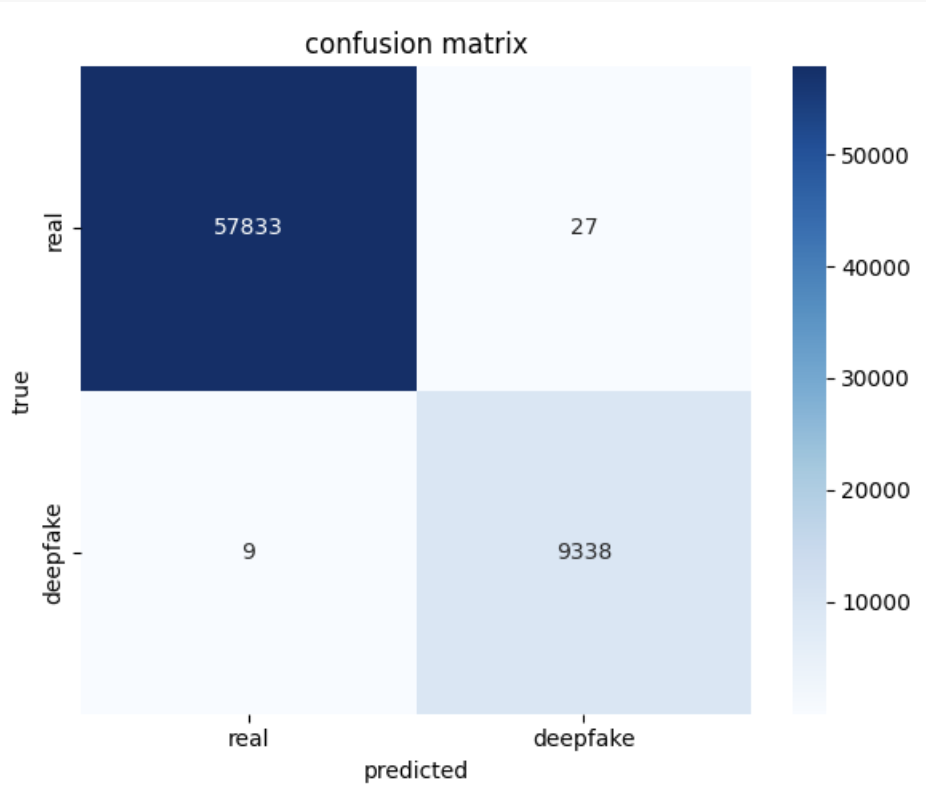 confusion matrix
real
57833
27
true
deepfake
9
9338
real
deepfake
predicted
50000
40000
30000
20000
10000